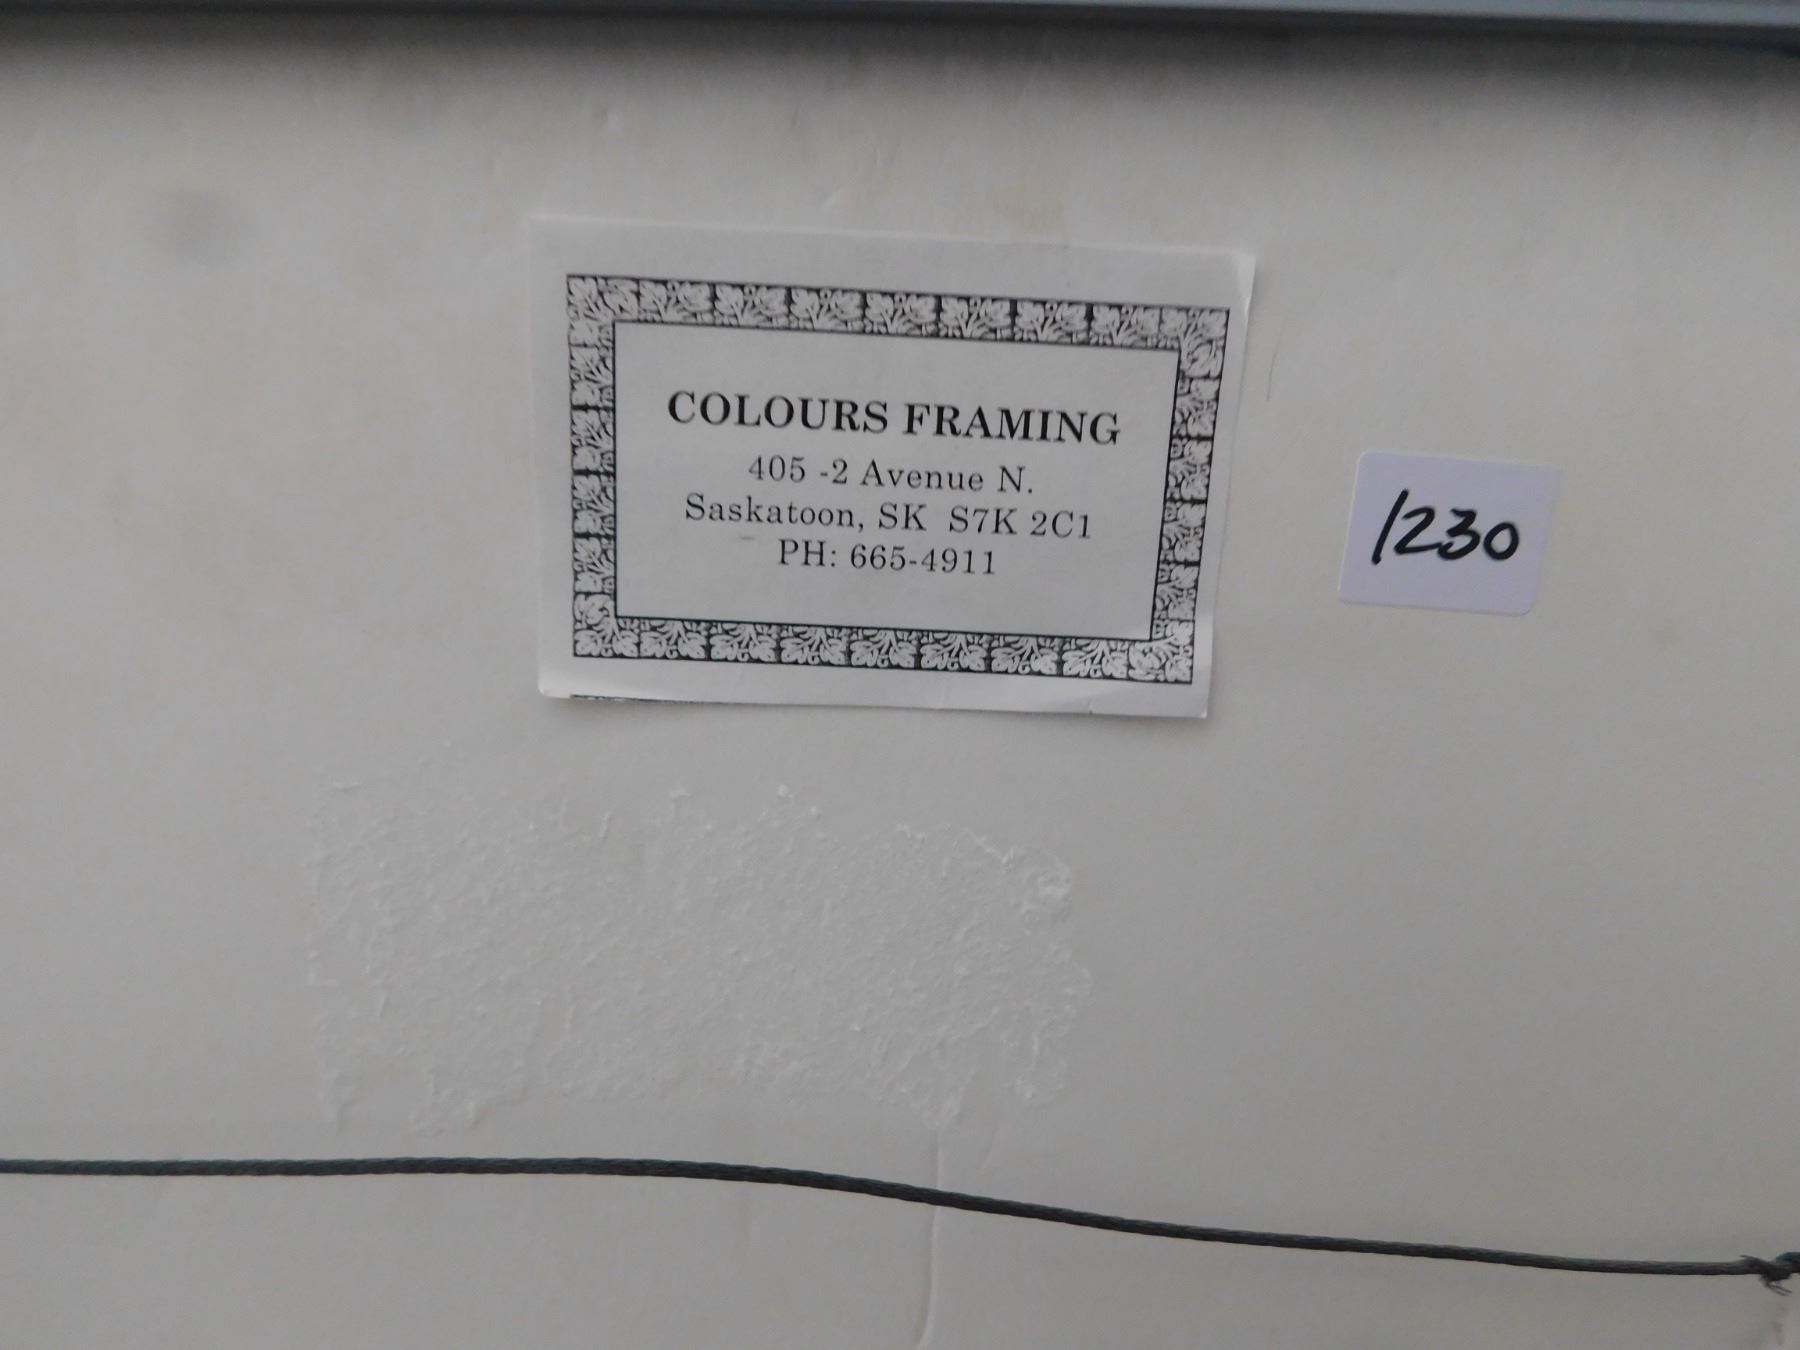 COLOURS FRAMING
405 -2 Avenue N.
Saskatoon, SK  S7K 2C1
PH: 665-4911
1230